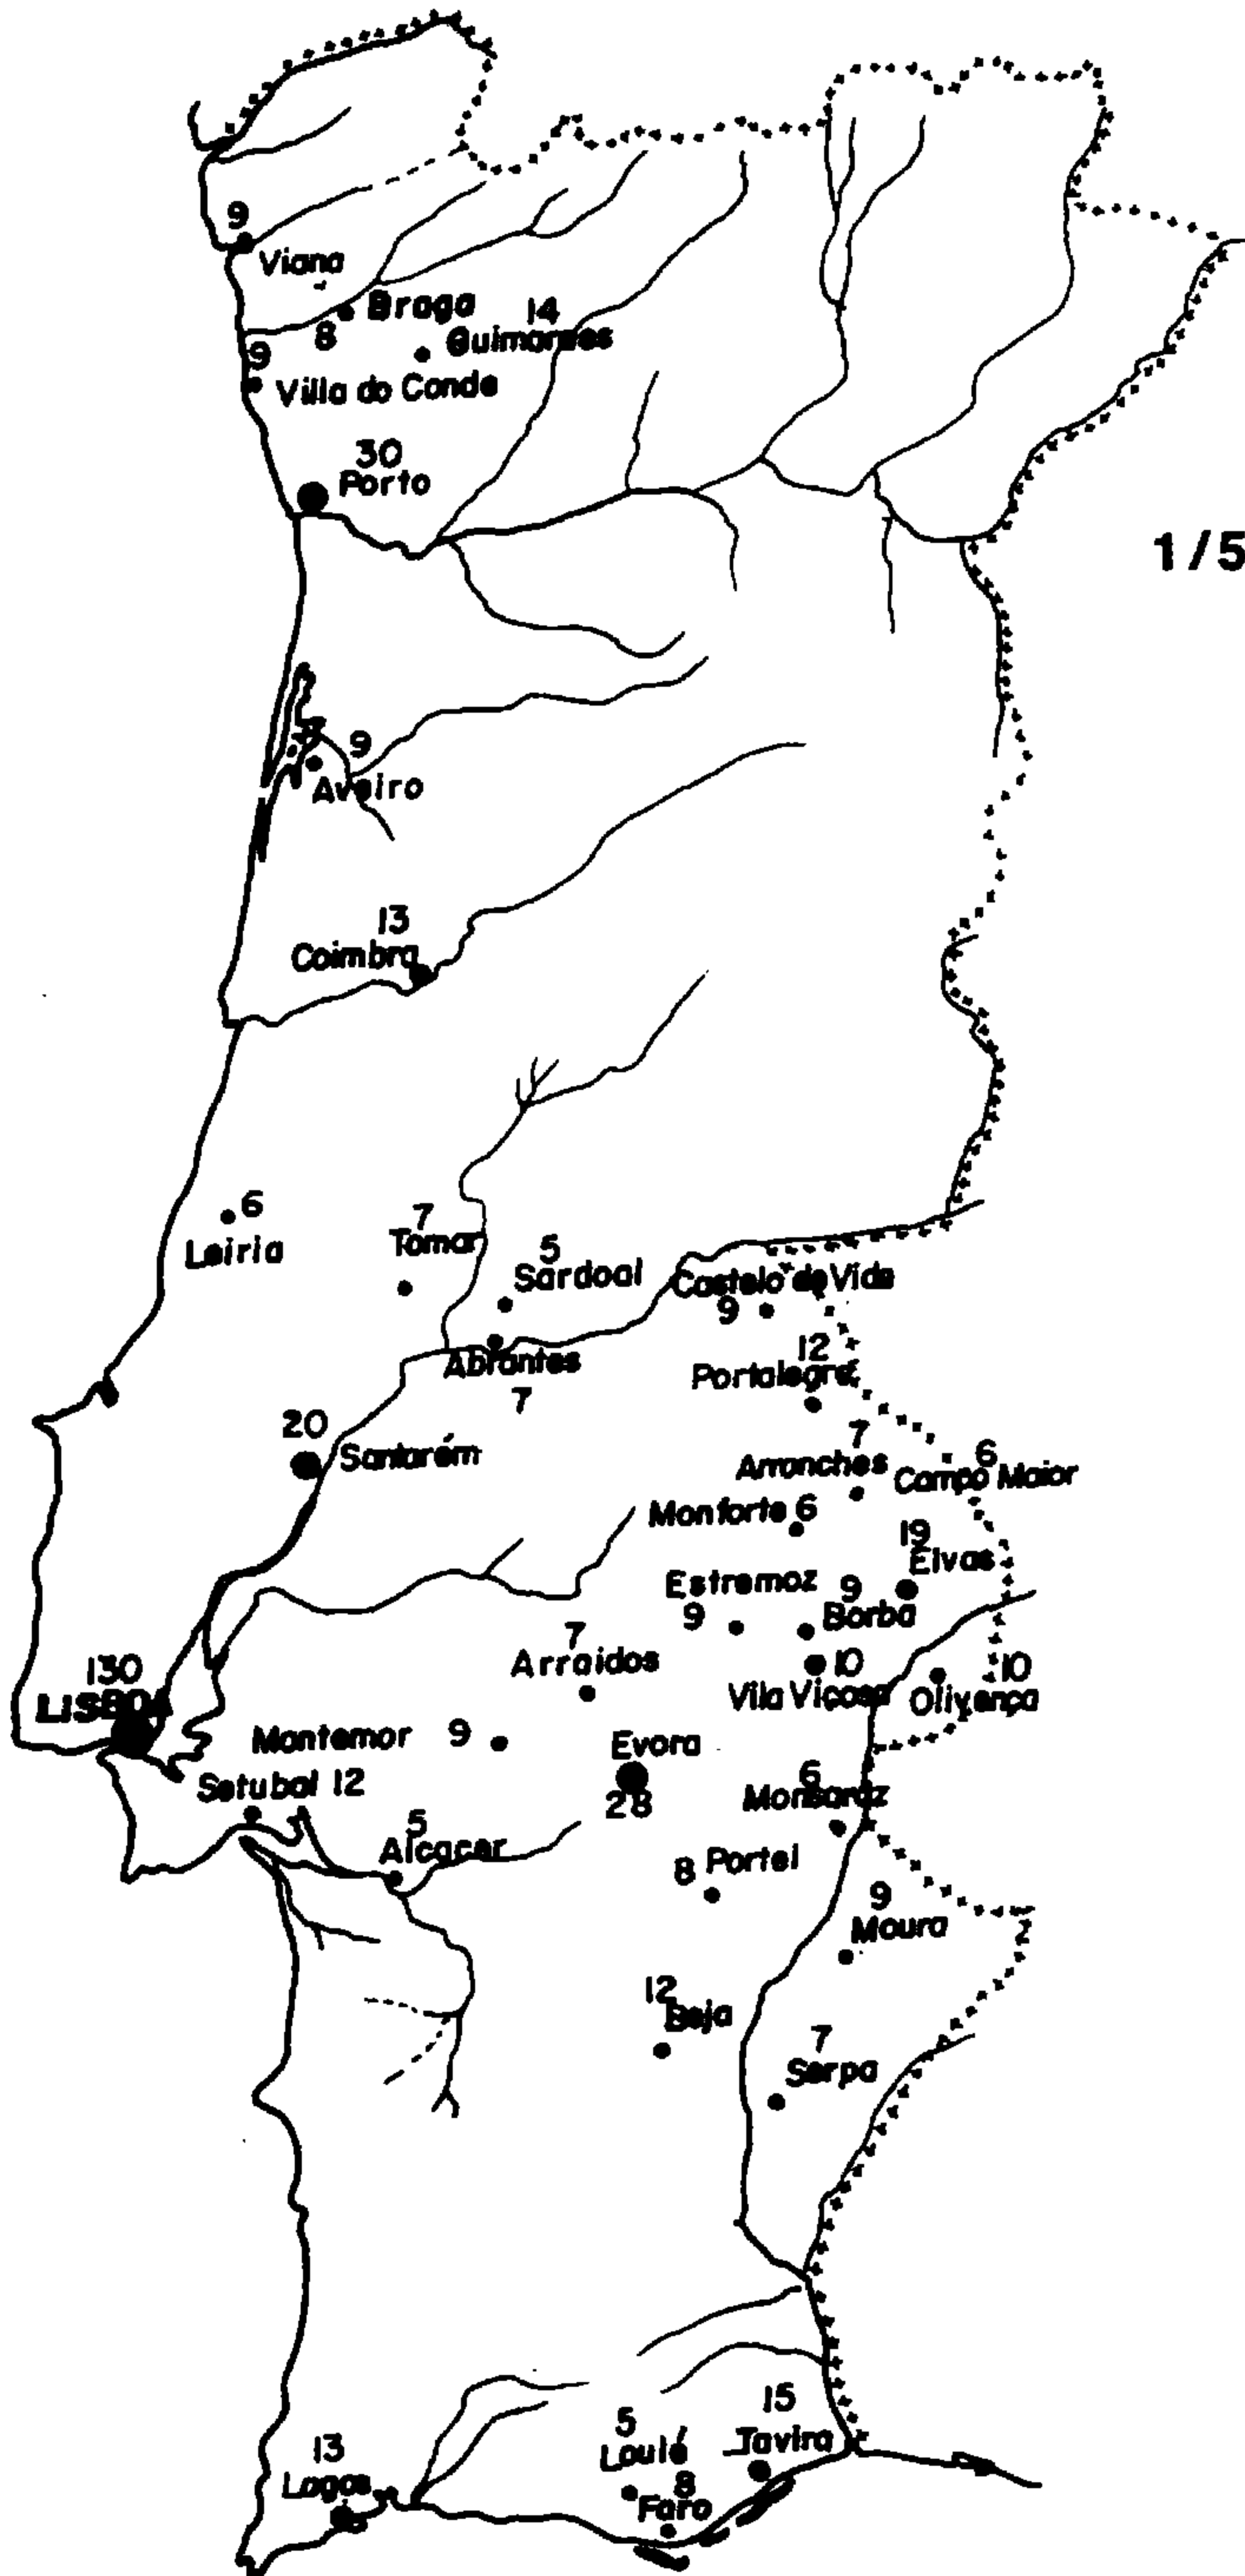 9
Viana
8
Braga
14
Guimaraes
9
Villa do Conde
30
Porto
1/5
9
Aveiro
13
Coimbra
6
Leiria
7
Tomar
5
Sardoal
Castelo de Vide
9
Abrantes
7
12
Portalegre
20
Santarém
7
Arronches
6
Campo Maior
Monforte 6
19
Elvas
Estremoz
9
9
Borba
7
Arraidos
10
Vila Viçosa
10
Olivença
130
LISBOA
Montemor 9
Evora
28
Setubal 12
6
Monsaraz
5
Alcacer
8 Portel
9
Moura
12
Beja
7
Serpa
15
Tavira
5
Loulé
8
Faro
13
Lagos